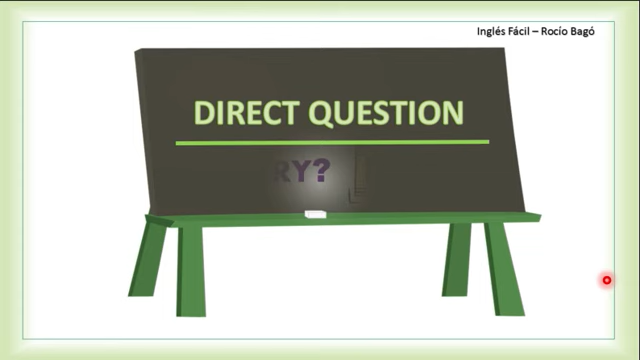 Inglés Fácil – Rocío Bagó
DIRECT QUESTION
RY?